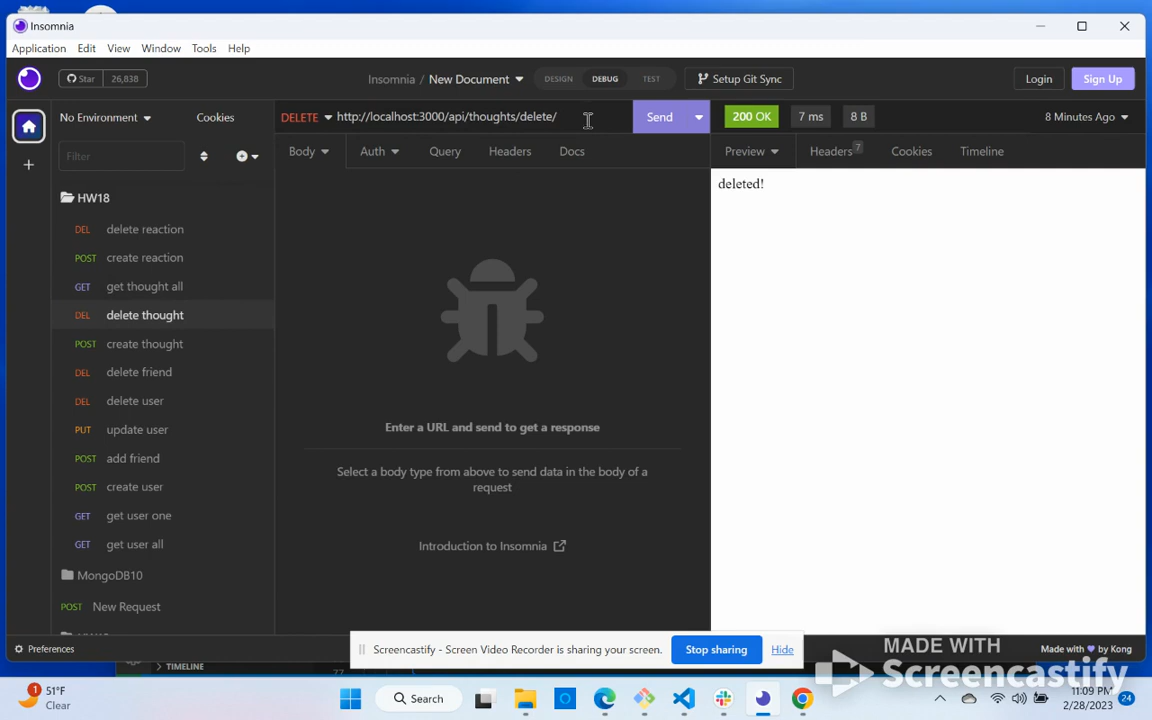 Insomnia
Application Edit View Window Tools Help
Star 26,838
Insomnia / New Document
DESIGN DEBUG TEST
Setup Git Sync
Login
Sign Up
No Environment
Cookies
DELETE http://localhost:3000/api/thoughts/delete/
Send
200 OK
7 ms
8 B
8 Minutes Ago
Filter
Body
Auth
Query
Headers
Docs
Preview
Headers 7
Cookies
Timeline
deleted!
HW18
DEL delete reaction
POST create reaction
GET get thought all
DEL delete thought
POST create thought
DEL delete friend
DEL delete user
PUT update user
POST add friend
POST create user
GET get user one
GET get user all
MongoDB10
POST New Request
Enter a URL and send to get a response
Select a body type from above to send data in the body of a
request
Introduction to Insomnia
Preferences
Screencastify - Screen Video Recorder is sharing your screen.
Stop sharing
Hide
MADE WITH
Screencastify
Made with by Kong
TIMELINE
77
1
51°F
Clear
Search
11:09 PM
2/28/2023
24